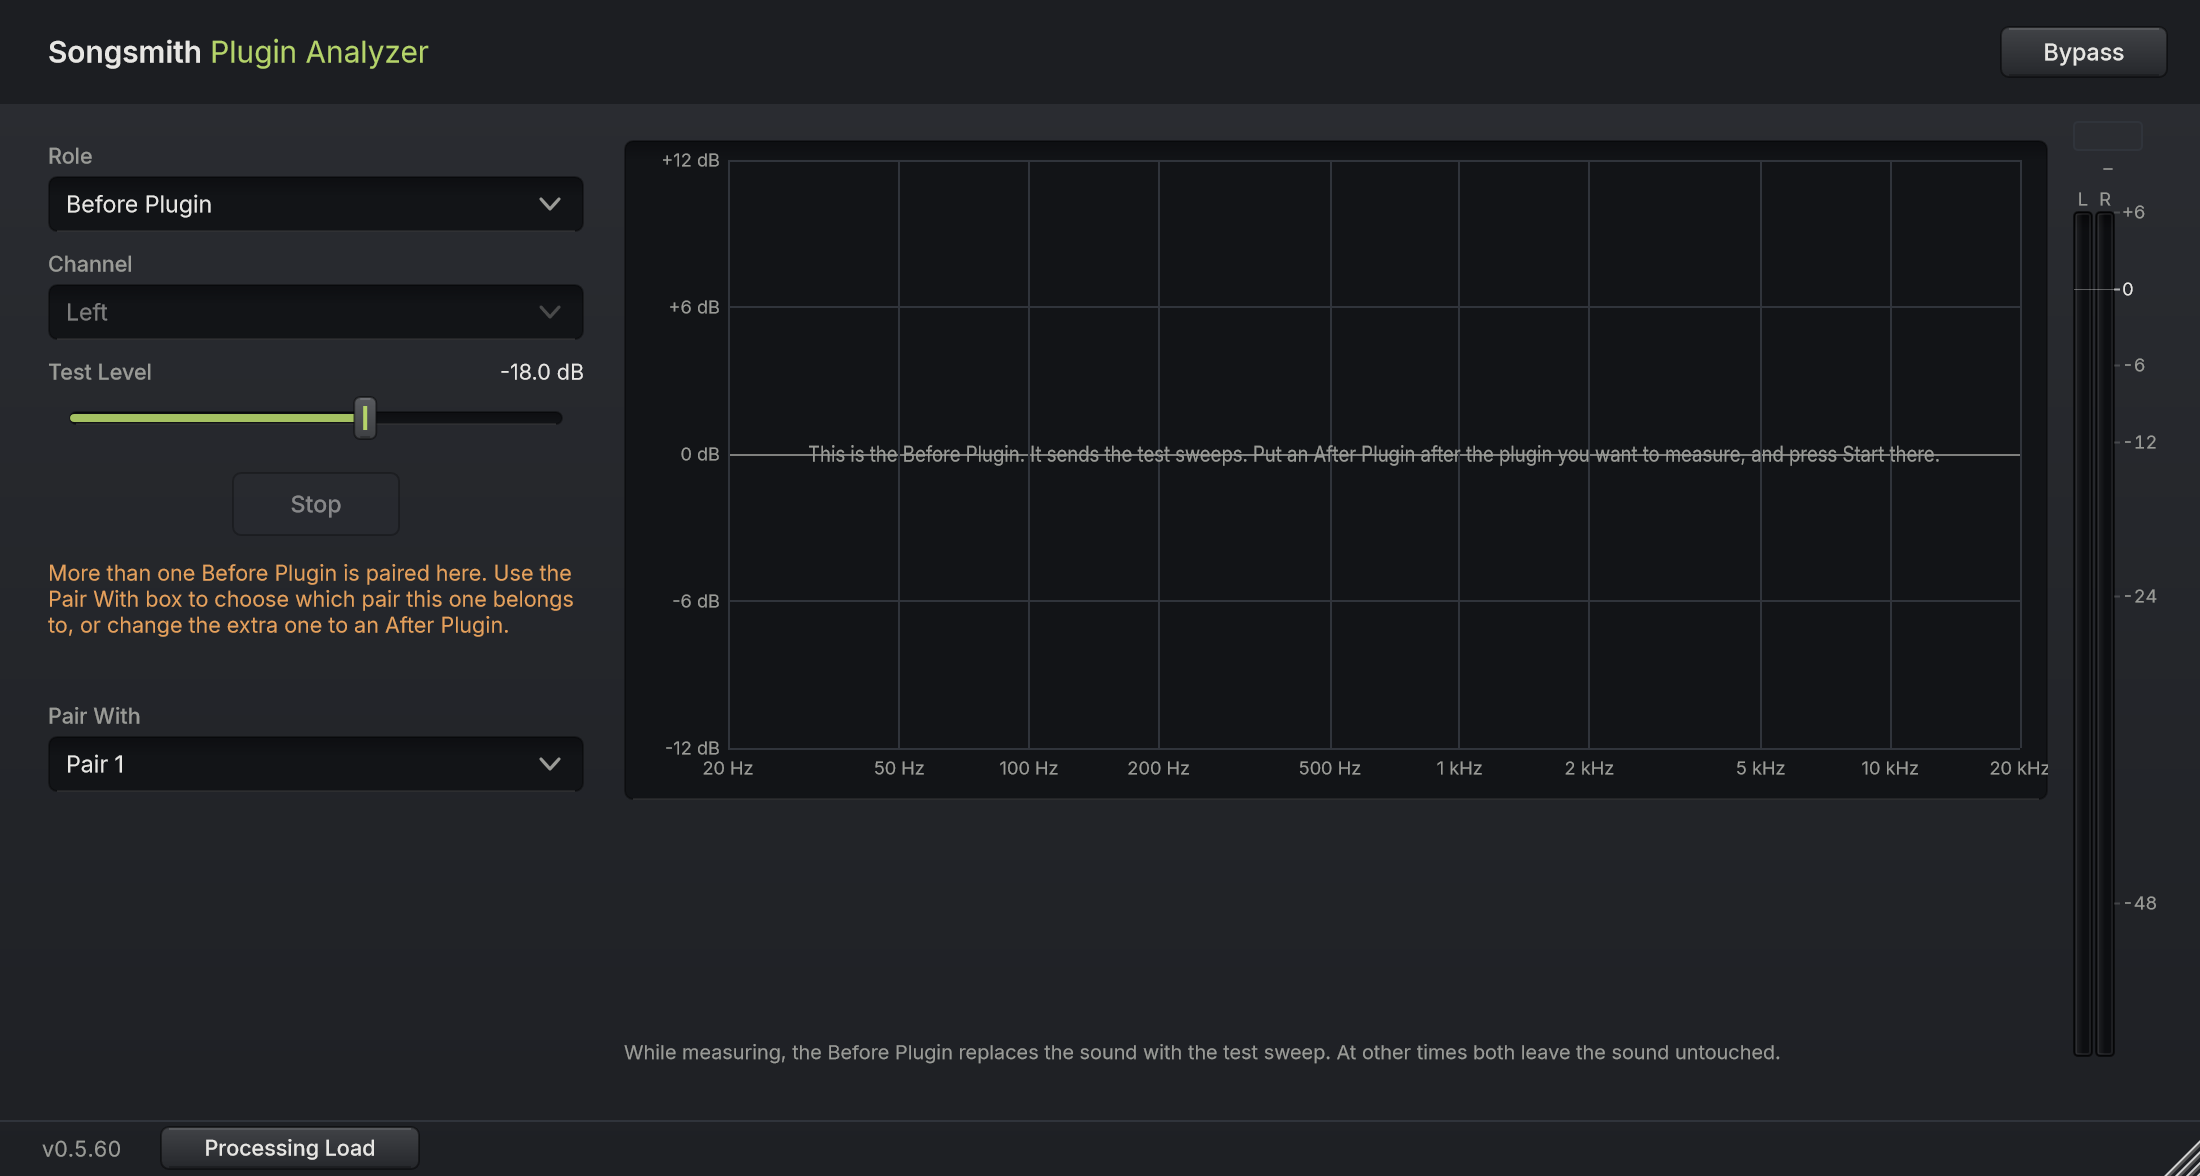 Songsmith Plugin Analyzer
Bypass
Role
Before Plugin
Channel
Left
Test Level
-18.0 dB
Stop
More than one Before Plugin is paired here. Use the
Pair With box to choose which pair this one belongs
to, or change the extra one to an After Plugin.
Pair With
Pair 1
+12 dB
+6 dB
0 dB
-6 dB
-12 dB
This is the Before Plugin. It sends the test sweeps. Put an After Plugin after the plugin you want to measure, and press Start there.
20 Hz
50 Hz
100 Hz
200 Hz
500 Hz
1 kHz
2 kHz
5 kHz
10 kHz
20 kHz
–
L R
+6
0
-6
-12
-24
-48
While measuring, the Before Plugin replaces the sound with the test sweep. At other times both leave the sound untouched.
v0.5.60
Processing Load